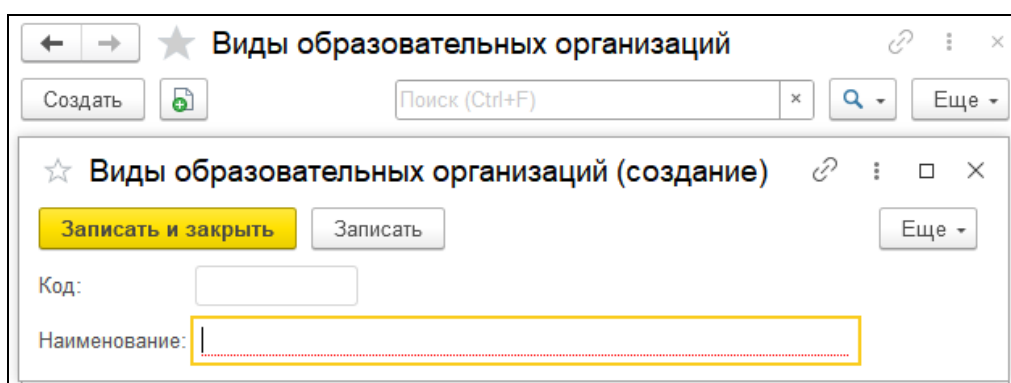 Виды образовательных организаций
Создать Поиск (Ctrl+F) Еще
Виды образовательных организаций (создание)
Записать и закрыть Записать Еще
Код:
Наименование: